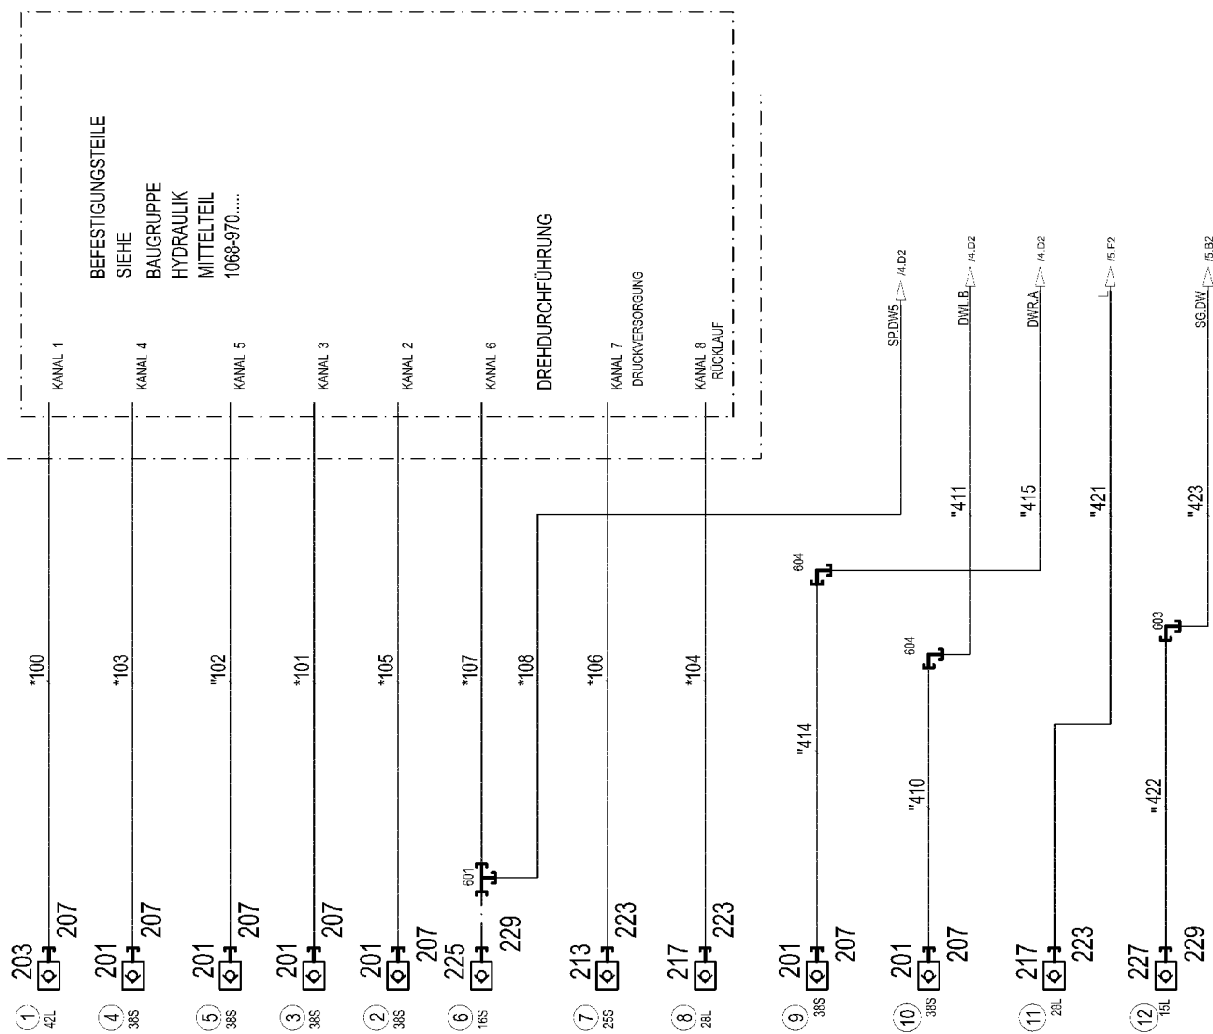 BEFESTIGUNGSTEILE
SIEHE
BAUGRUPPE
HYDRAULIK
MITTELTEIL
1068-970.....
KANAL 1
KANAL 4
KANAL 5
KANAL 3
KANAL 2
KANAL 6
DREHDURCHFÜHRUNG
KANAL 7
DRUCKVERSORGUNG
KANAL 8
RÜCKLAUF
SP.DW5
/4.D2
DWL.B
/4.D2
DWR.A
/4.D2
L
/5.F2
SG.DW
/5.B2
*100
*103
"102
*101
*105
*107
*108
*106
*104
"411
"415
"421
"423
604
604
603
"414
"410
"422
601
203
207
1
42L
201
207
4
38S
201
207
5
38S
201
207
3
38S
201
207
2
38S
225
229
6
16S
213
223
7
25S
217
223
8
28L
201
207
9
38S
201
207
10
38S
217
223
11
28L
227
229
12
15L